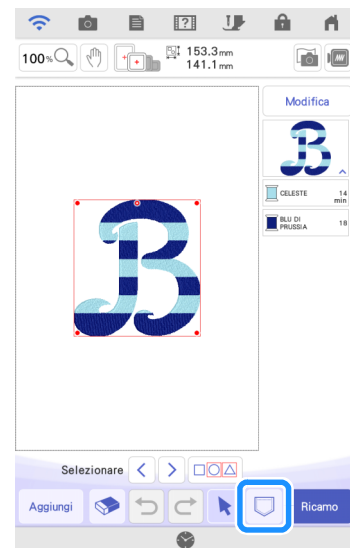 100%
153.3 mm
141.1 mm
Modifica
CELESTE 14 min
BLU DI PRUSSIA 18
Selezionare
Aggiungi
Ricamo